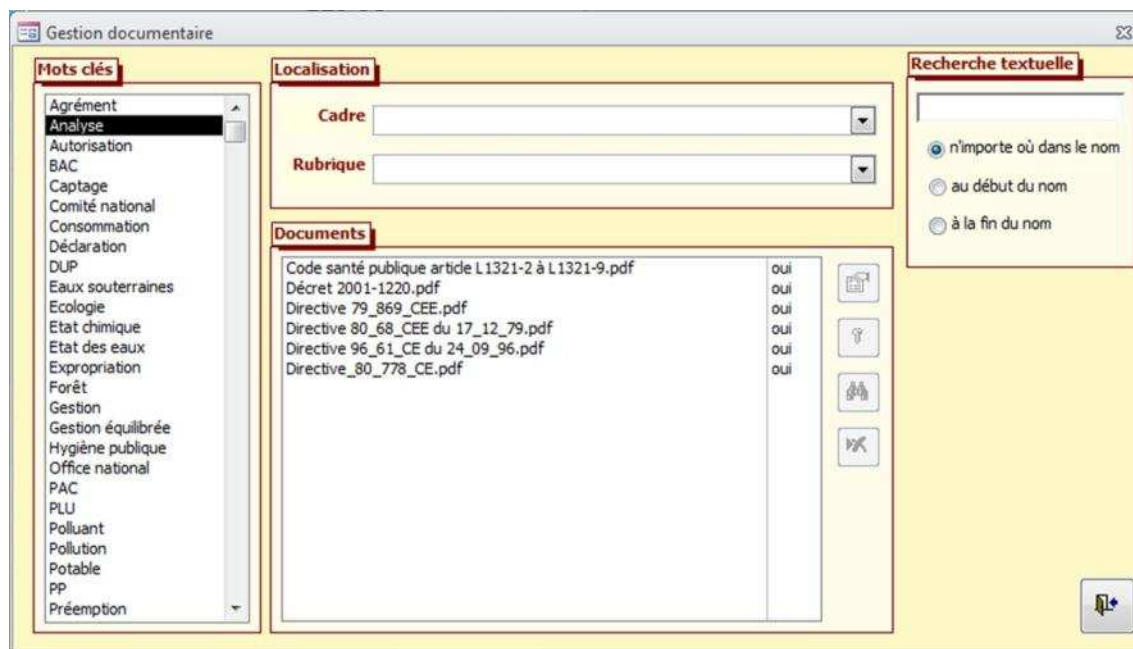 Gestion documentaire
Mots clés
Agrément
Analyse
Autorisation
BAC
Captage
Comité national
Consommation
Déclaration
DUP
Eaux souterraines
Ecologie
Etat chimique
Etat des eaux
Expropriation
Forêt
Gestion
Gestion équilibrée
Hygiène publique
Office national
PAC
PLU
Polluant
Pollution
Potable
PP
Préemption
Localisation
Cadre
Rubrique
Documents
Code santé publique article L1321-2 à L1321-9.pdf oui
Décret 2001-1220.pdf oui
Directive 79_869_CEE.pdf oui
Directive 80_68_CEE du 17_12_79.pdf oui
Directive 96_61_CE du 24_09_96.pdf oui
Directive_80_778_CE.pdf oui
Recherche textuelle
n'importe où dans le nom
au début du nom
à la fin du nom